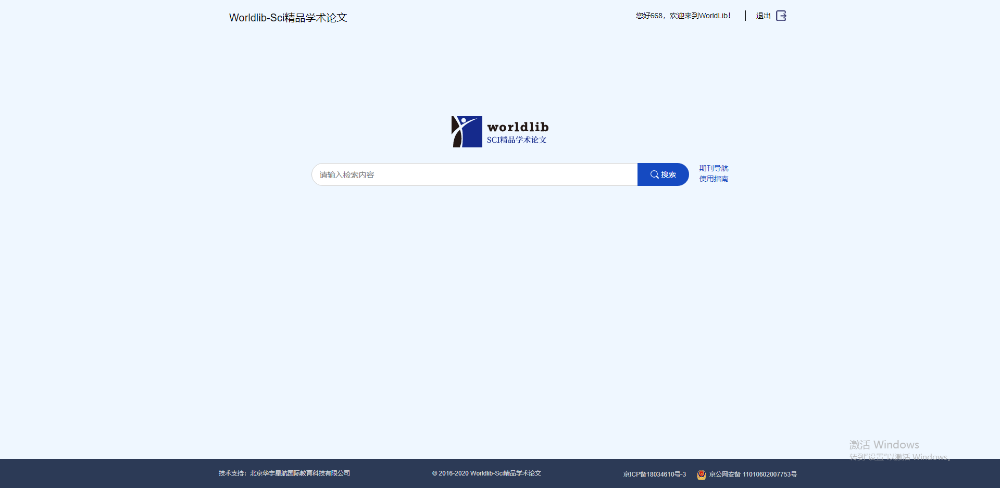 Worldlib-Sci精品学术论文
您好668，欢迎来到WorldLib！
退出
worldlib
SCI精品学术论文
请输入检索内容
搜索
期刊导航
使用指南
激活 Windows
转到“设置”以激活 Windows。
技术支持：北京华宇星航国际教育科技有限公司
© 2016-2020 Worldlib-Sci精品学术论文
京ICP备18034610号-3
京公网安备 11010602007753号